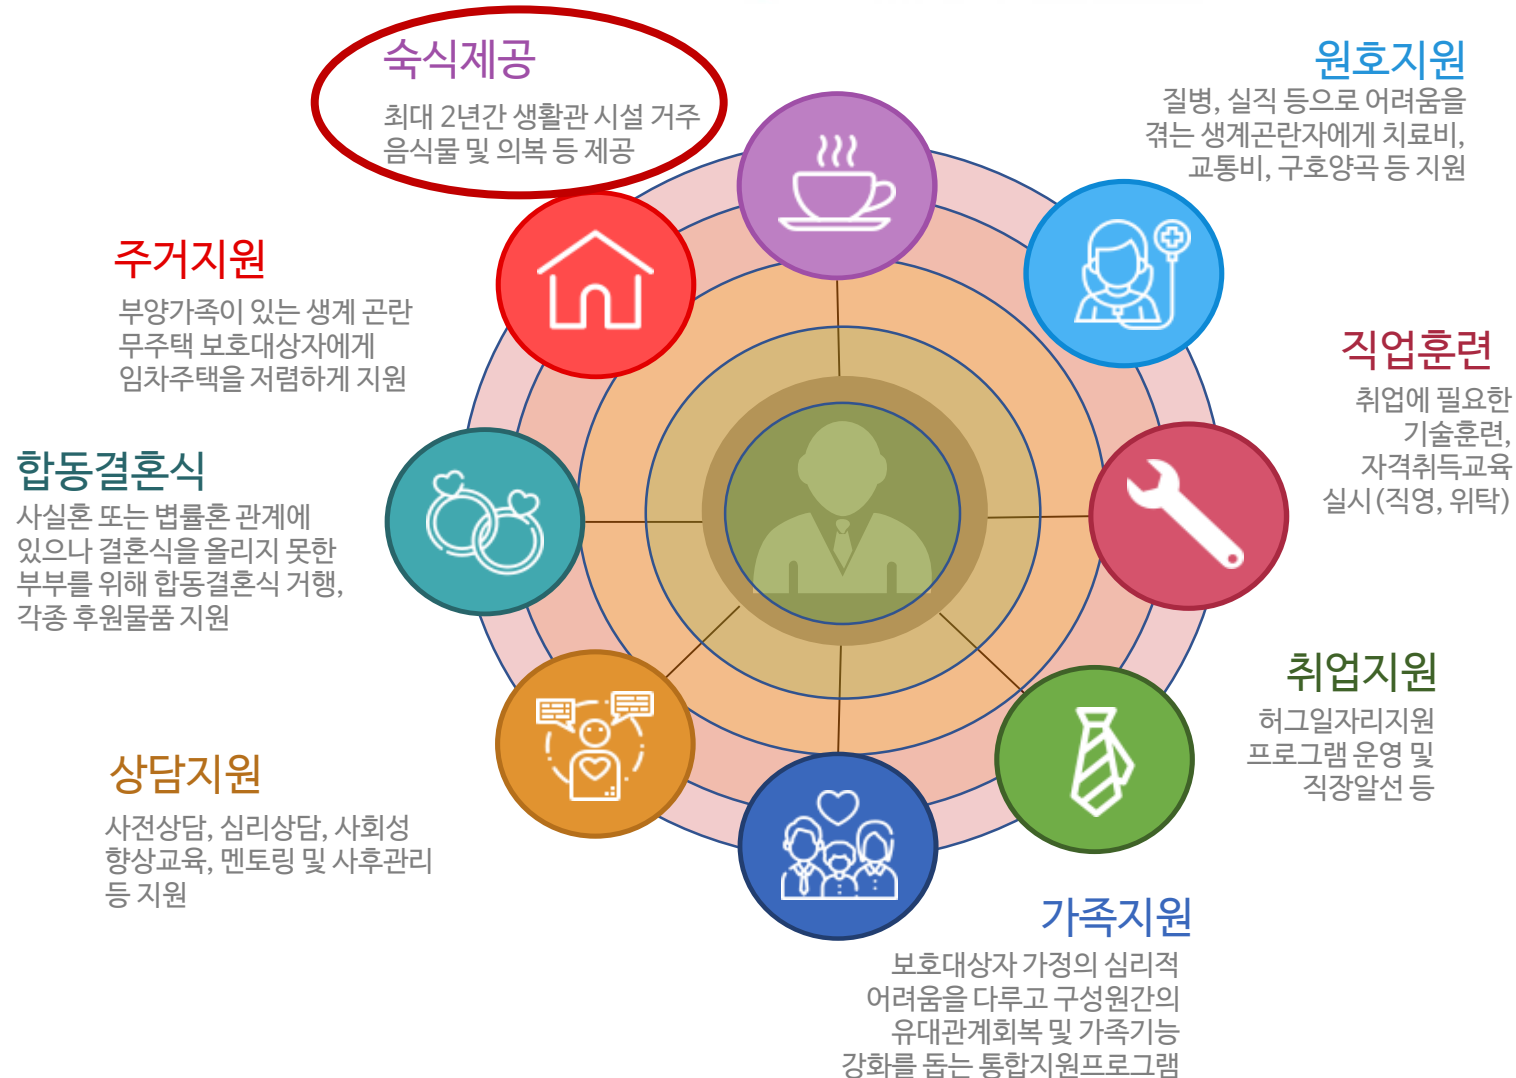 숙식제공
최대 2년간 생활관 시설 거주
음식물 및 의복 등 제공
원호지원
질병, 실직 등으로 어려움을
겪는 생계곤란자에게 치료비,
교통비, 구호양곡 등 지원
주거지원
부양가족이 있는 생계 곤란
무주택 보호대상자에게
임차주택을 저렴하게 지원
직업훈련
취업에 필요한
기술훈련,
자격취득교육
실시(직영, 위탁)
합동결혼식
사실혼 또는 볍률혼 관계에
있으나 결혼식을 올리지 못한
부부를 위해 합동결혼식 거행,
각종 후원물품 지원
취업지원
허그일자리지원
프로그램 운영 및
직장알선 등
상담지원
사전상담, 심리상담, 사회성
향상교육, 멘토링 및 사후관리
등 지원
가족지원
보호대상자 가정의 심리적
어려움을 다루고 구성원간의
유대관계회복 및 가족기능
강화를 돕는 통합지원프로그램